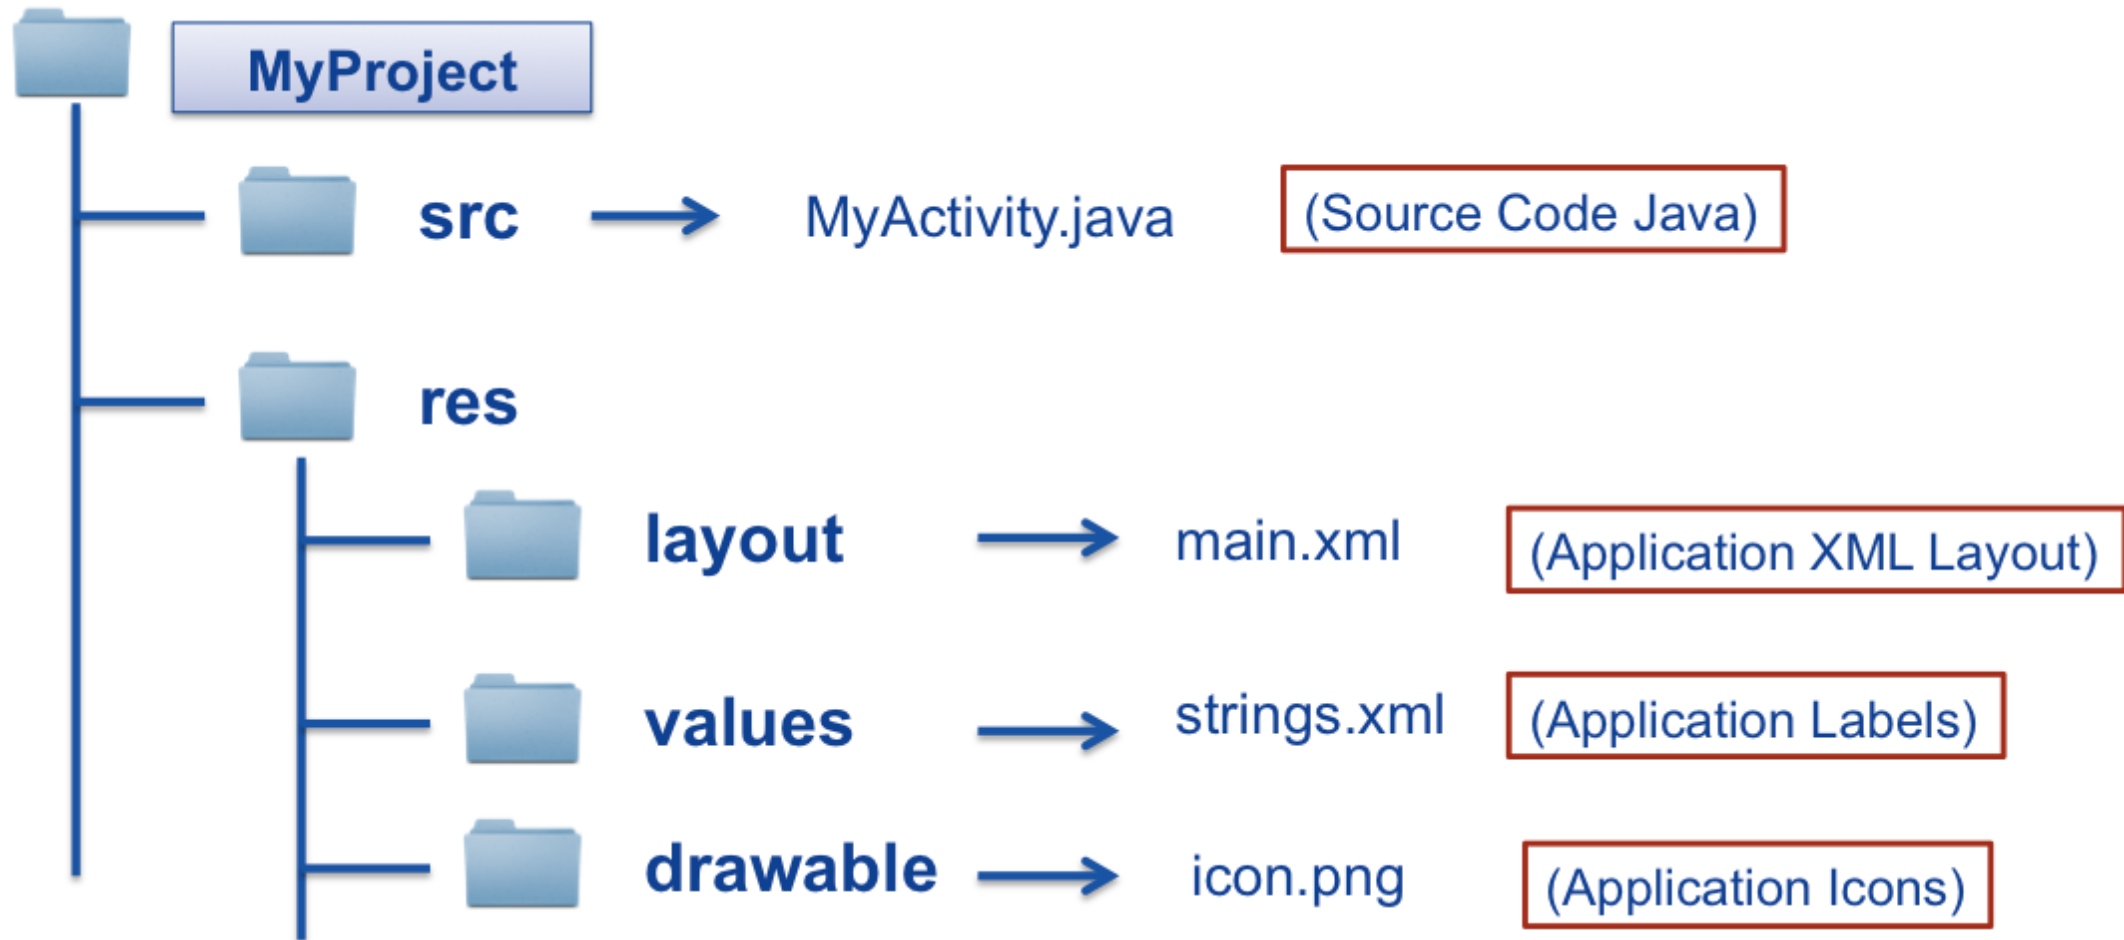 MyProject
src MyActivity.java (Source Code Java)
res
layout main.xml (Application XML Layout)
values strings.xml (Application Labels)
drawable icon.png (Application Icons)